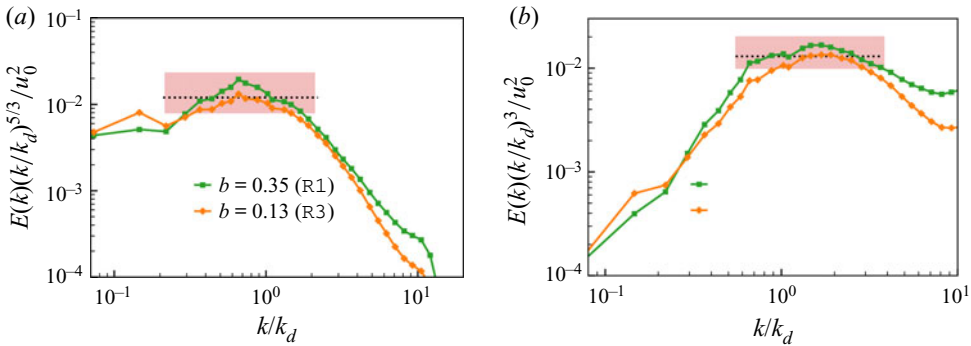 (a)
10^{-1}
10^{-2}
10^{-3}
10^{-4}
E(k)(k/k_d)^{5/3}/u_0^2
b = 0.35 (R1)
b = 0.13 (R3)
10^{-1}
10^0
10^1
k/k_d
(b)
10^{-1}
10^{-2}
10^{-3}
10^{-4}
E(k)(k/k_d)^3/u_0^2
10^{-1}
10^0
10^1
k/k_d